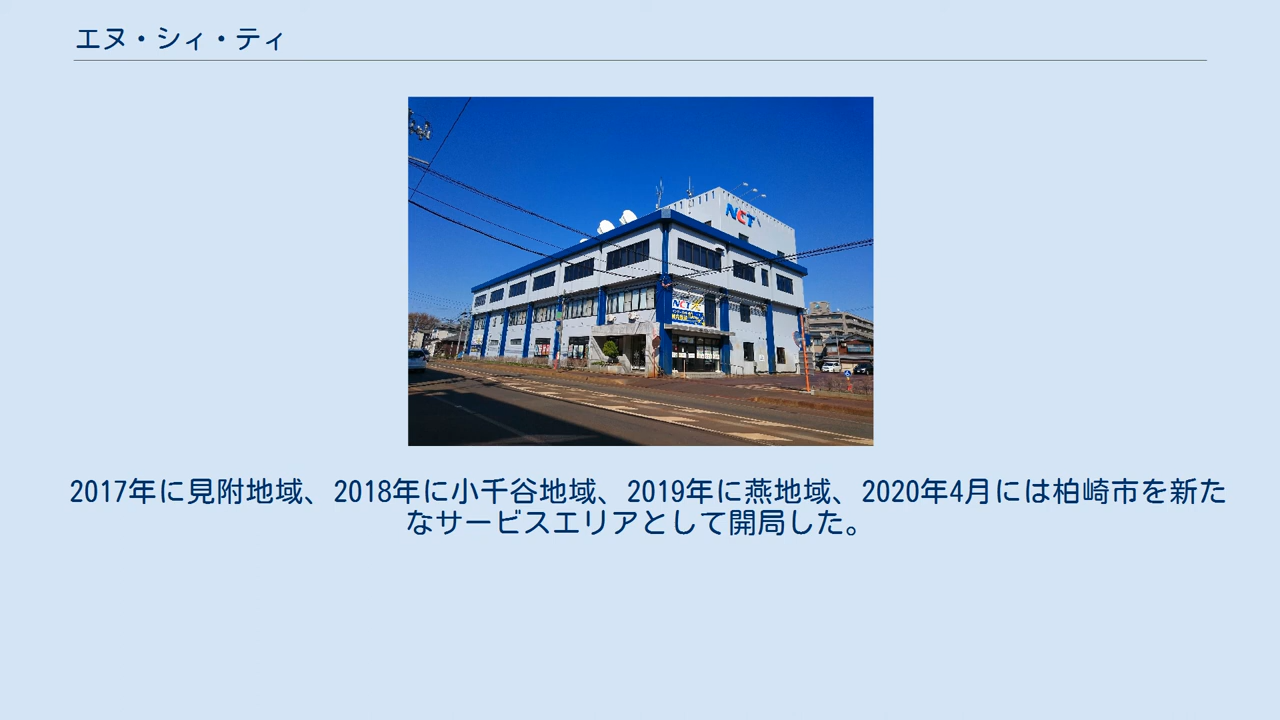 エヌ・シィ・ティ
NCT
NCT
2017年に見附地域、2018年に小千谷地域、2019年に燕地域、2020年4月には柏崎市を新た
なサービスエリアとして開局した。